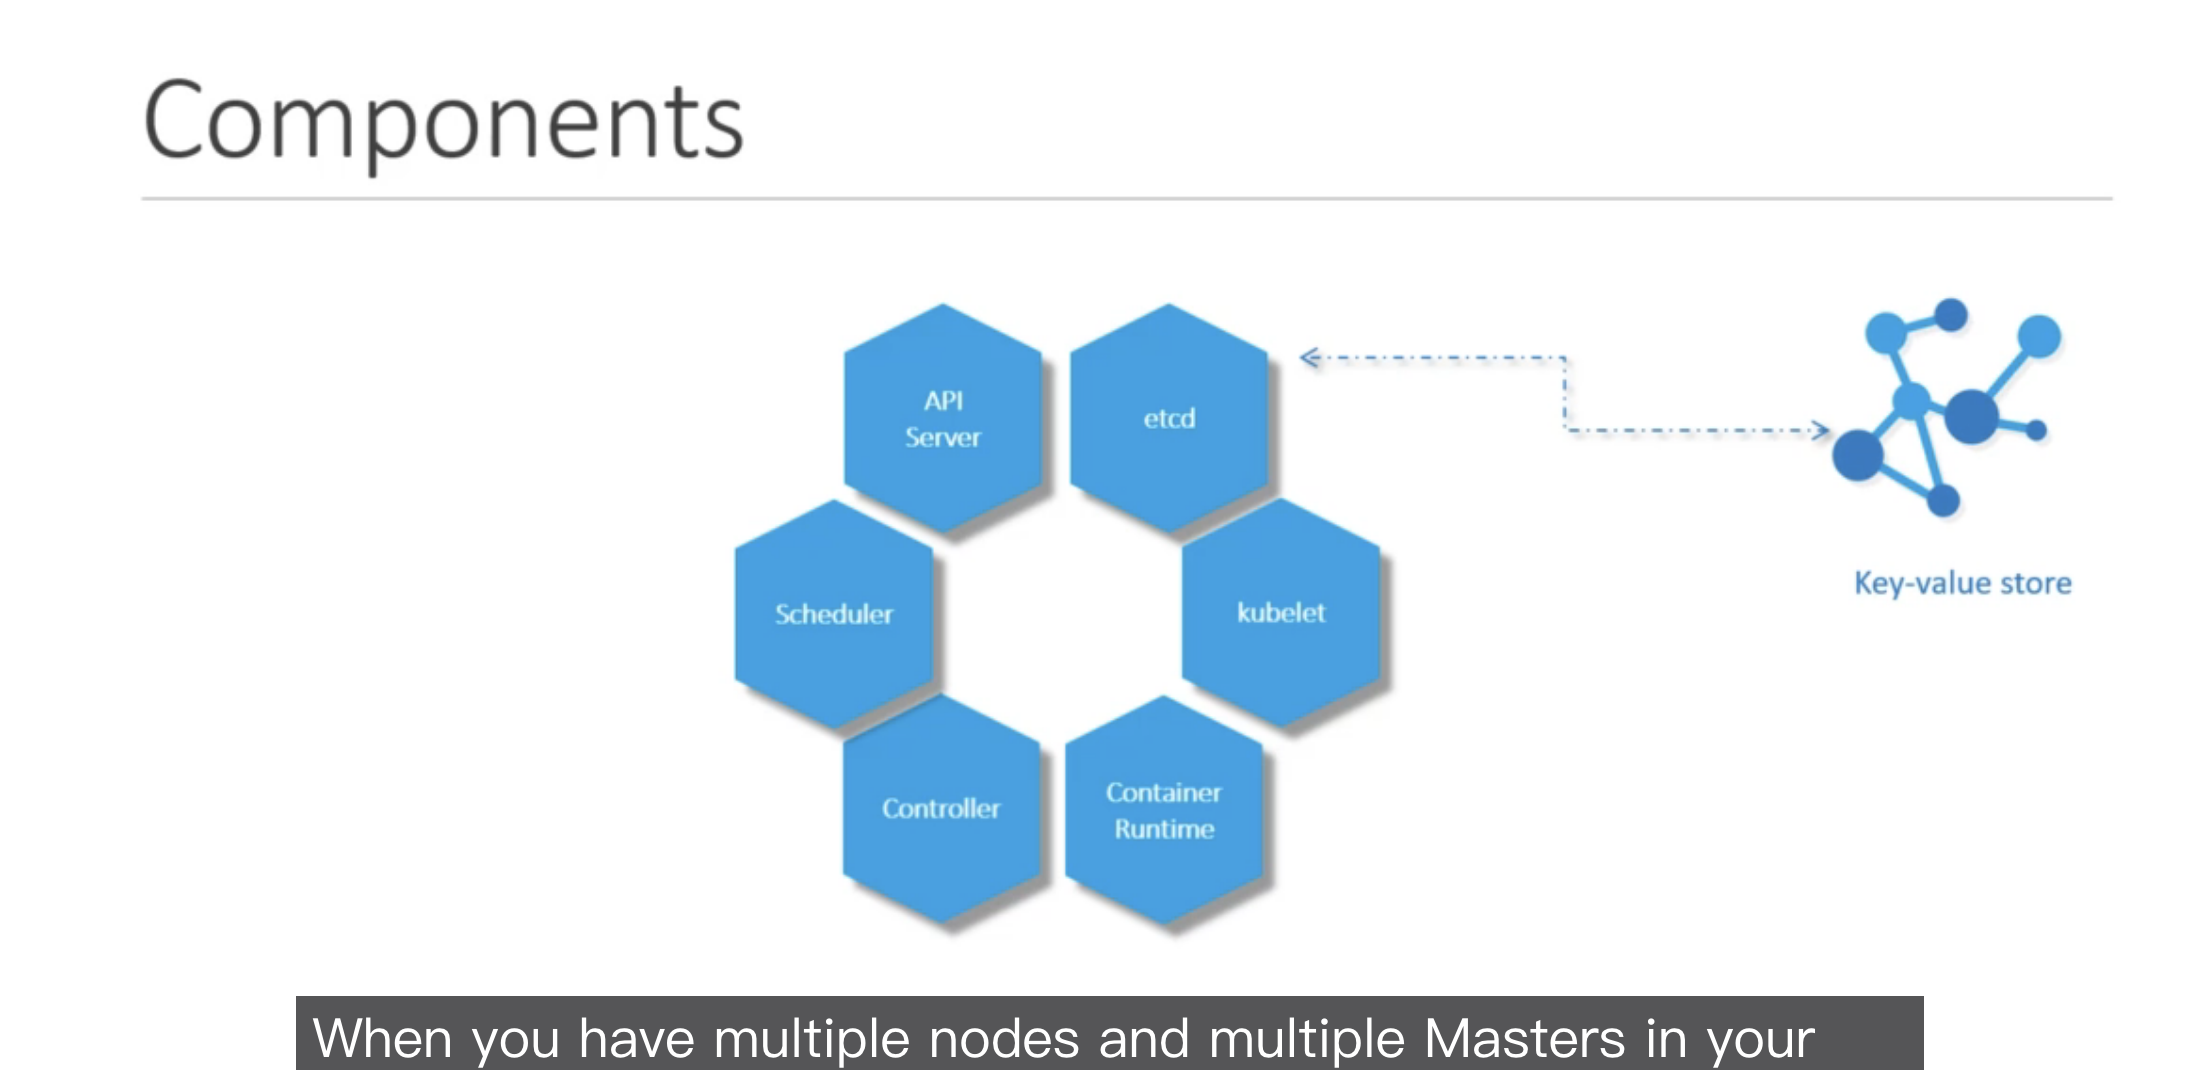 Components
API
Server
etcd
Scheduler
kubelet
Key-value store
Controller
Container
Runtime
When you have multiple nodes and multiple Masters in your